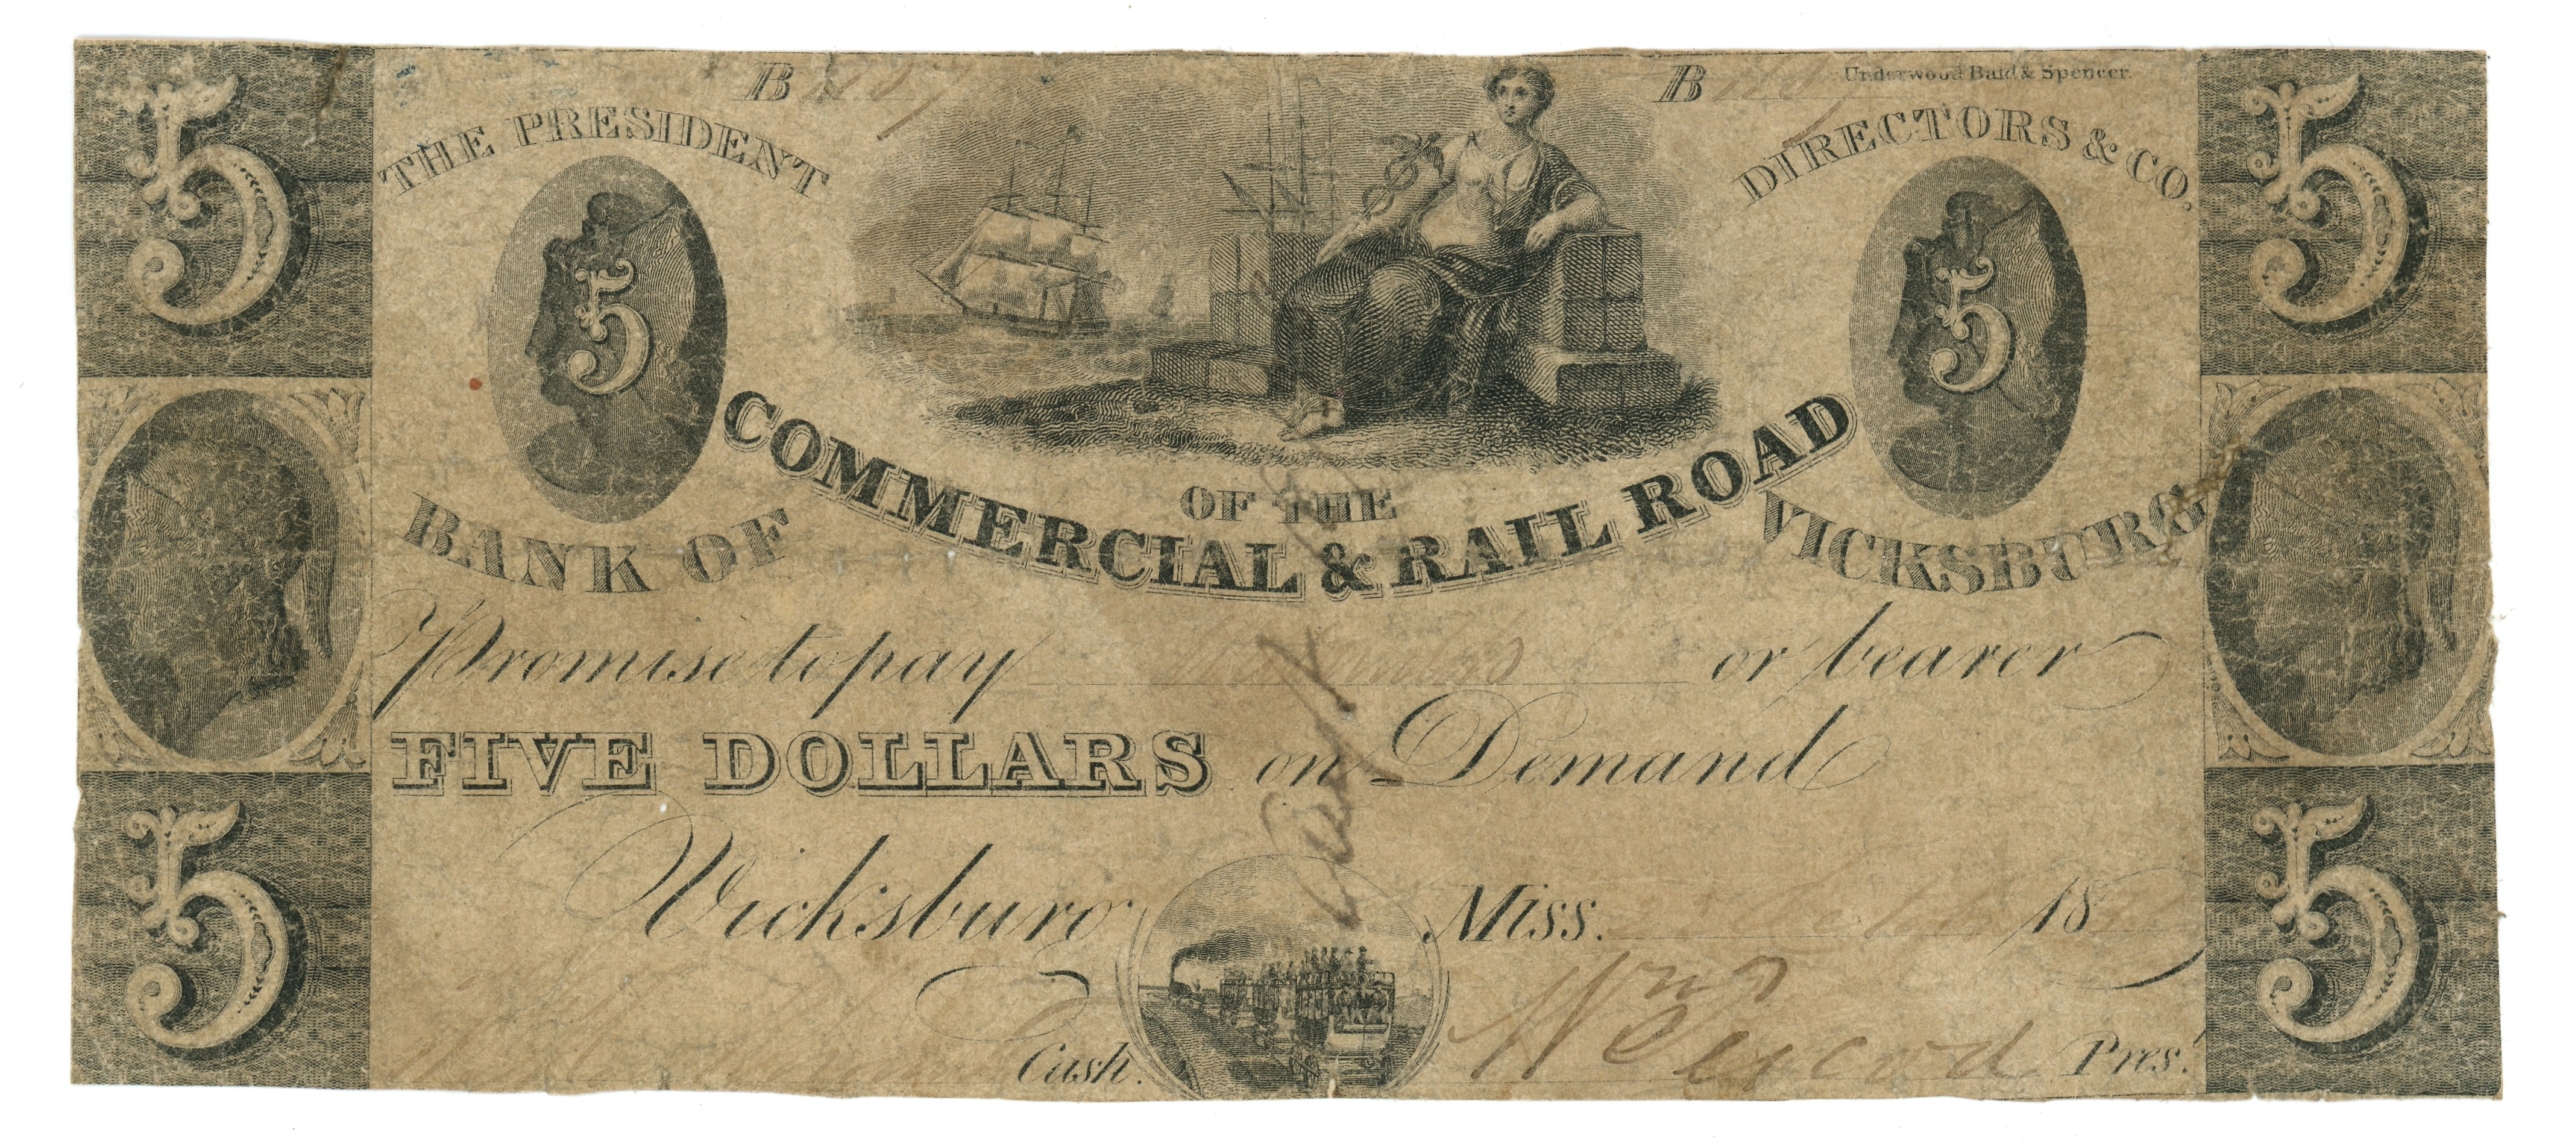 5 5
B B Underwood Bald & Spencer.
THE PRESIDENT DIRECTORS & CO.
5 5
OF THE
BANK OF COMMERCIAL & RAIL ROAD VICKSBURG
Promise to pay or bearer
FIVE DOLLARS on Demand
5 5
Vicksburg Miss. 18
Wm
Cash. Pres.t